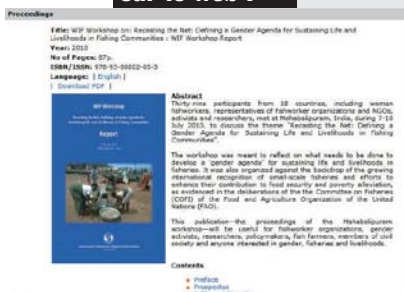 Proceedings
Title: WIF Workshop on: Recasting the Net: Defining a Gender Agenda for Sustaining Life and
Livelihoods in Fishing Communities : WIF Workshop Report
Year: 2010
No of Pages: 87p.
ISBN/ISSN: 978-93-80802-03-3
Language: | English |
| Download PDF |
WIF Workshop
Report
Abstract
Thirty-nine participants from 18 countries, including women
fishworkers, representatives of fishworker organizations and NGOs,
activists and researchers, met at Mahabalipuram, India, during 7-10
July 2010, to discuss the theme "Recasting the Net: Defining a
Gender Agenda for Sustaining Life and Livelihoods in Fishing
Communities".
The workshop was meant to reflect on what needs to be done to
develop a 'gender agenda' for sustaining life and livelihoods in
fisheries. It was also organized against the backdrop of the growing
international recognition of small-scale fisheries and efforts to
enhance their contribution to food security and poverty alleviation,
as evidenced in the deliberations of the the Committee on Fisheries
(COFI) of the Food and Agriculture Organization of the United
Nations (FAO).
This publication—the proceedings of the Mahabalipuram
workshop—will be useful for fishworker organizations, gender
activists, researchers, policymakers, fish farmers, members of civil
society and anyone interested in gender, fisheries and livelihoods.
Contents
Preface
Prospectus